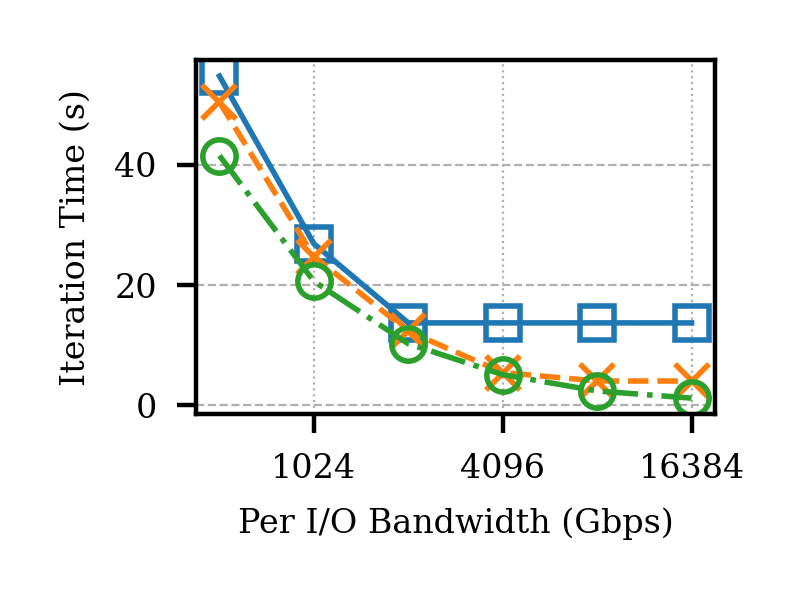 Iteration Time (s)
40
20
0
1024 4096 16384
Per I/O Bandwidth (Gbps)